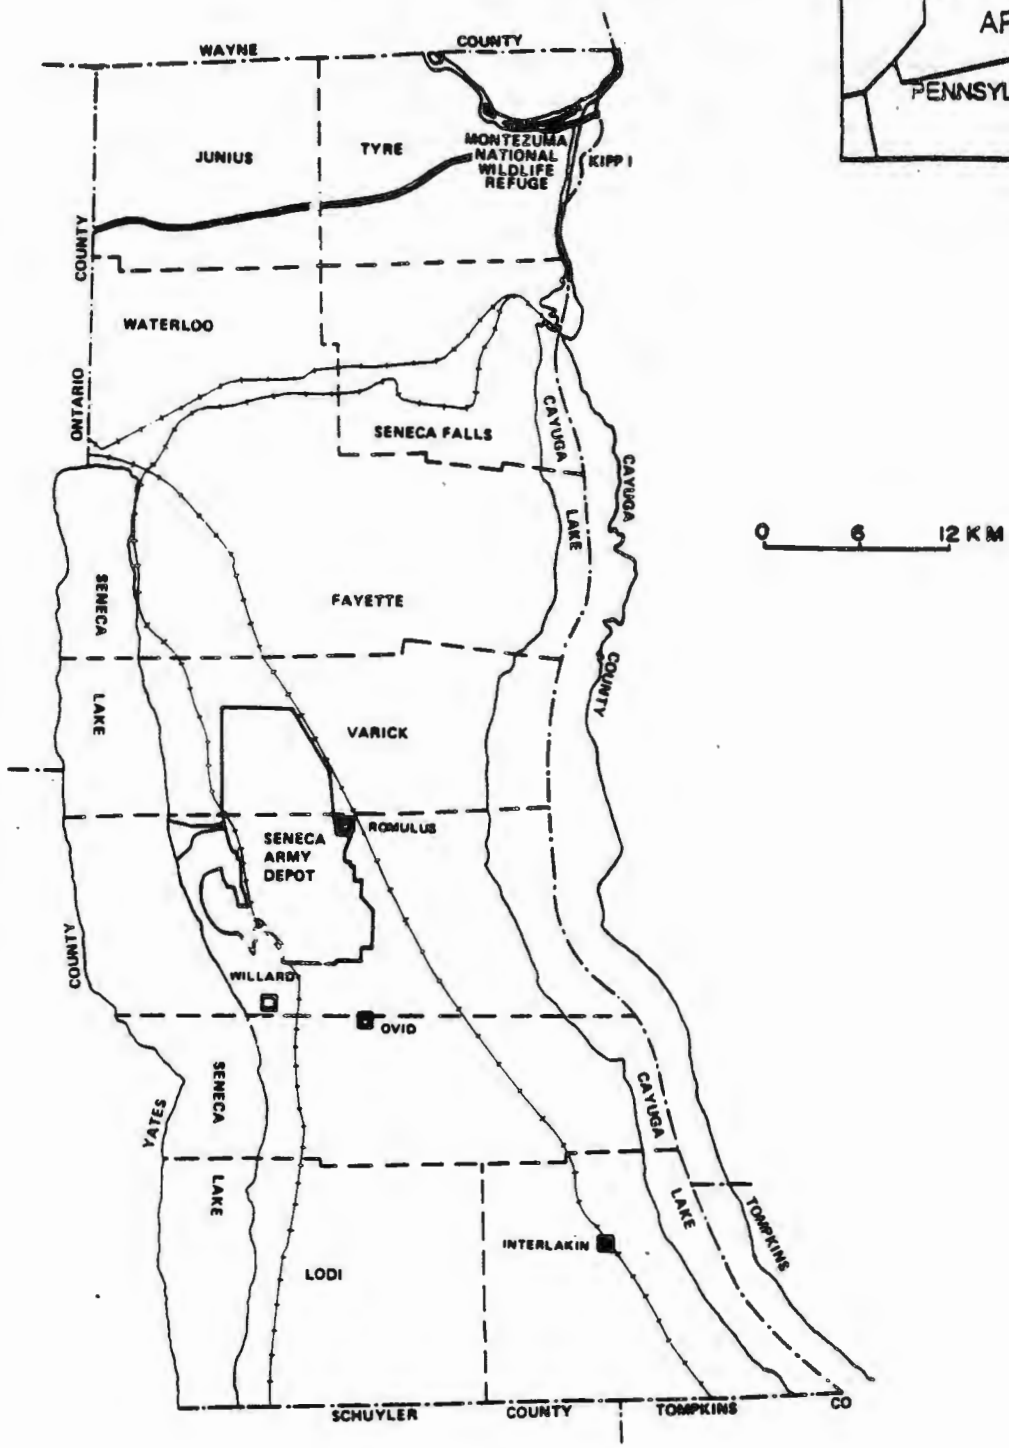 WAYNE
COUNTY
AP
PENNSYL
JUNIUS
TYRE
MONTEZUMA
NATIONAL
WILDLIFE
REFUGE
KIPP I
COUNTY
WATERLOO
ONTARIO
SENECA FALLS
CAYUGA
LAKE
CAYUGA
COUNTY
0 6 12 KM
SENECA
LAKE
FAYETTE
VARICK
ROMULUS
SENECA
ARMY
DEPOT
COUNTY
WILLARD
OVID
SENECA
LAKE
YATES
CAYUGA
LAKE
TOMPKINS
INTERLAKIN
LODI
SCHUYLER
COUNTY
TOMPKINS
CO